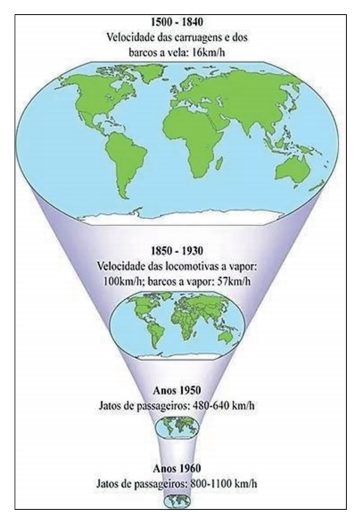 1500 - 1840
Velocidade das carruagens e dos
barcos a vela: 16km/h
1850 - 1930
Velocidade das locomotivas a vapor:
100km/h; barcos a vapor: 57km/h
Anos 1950
Jatos de passageiros: 480-640 km/h
Anos 1960
Jatos de passageiros: 800-1100 km/h